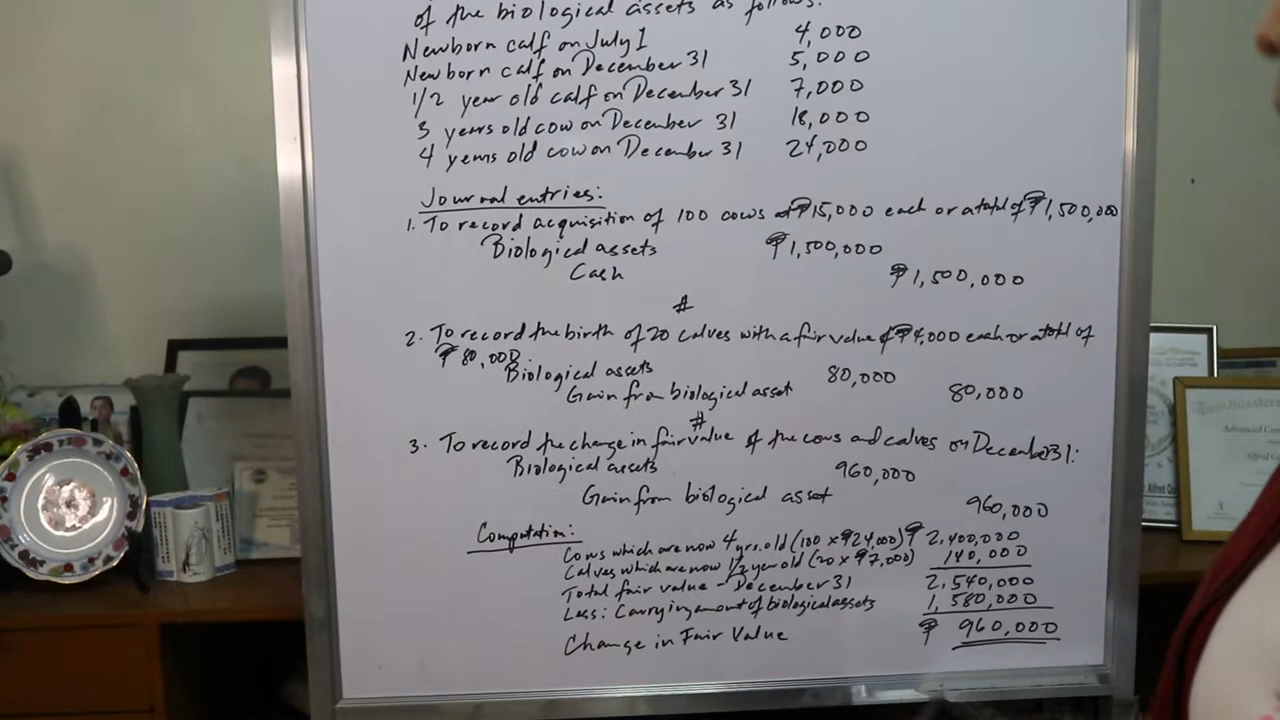 of the biological assets as follows:
Newborn calf on July 1 4,000
Newborn calf on December 31 5,000
1/2 year old calf on December 31 7,000
3 years old cow on December 31 18,000
4 years old cow on December 31 24,000
Journal entries:
1. To record acquisition of 100 cows at ₱15,000 each or a total of ₱1,500,000
Biological assets ₱1,500,000
Cash ₱1,500,000
#
2. To record the birth of 20 calves with a fair value of ₱4,000 each or a total of
₱80,000
Biological assets 80,000
Gain from biological asset 80,000
#
3. To record the change in fair value of the cows and calves on December 31:
Biological assets 960,000
Gain from biological asset 960,000
Computation:
Cows which are now 4 yrs. old (100 x ₱24,000) ₱ 2,400,000
Calves which are now 1/2 year old (20 x ₱7,000) 140,000
Total fair value - December 31 2,540,000
Less: Carrying amount of biological assets 1,580,000
Change in Fair Value ₱ 960,000